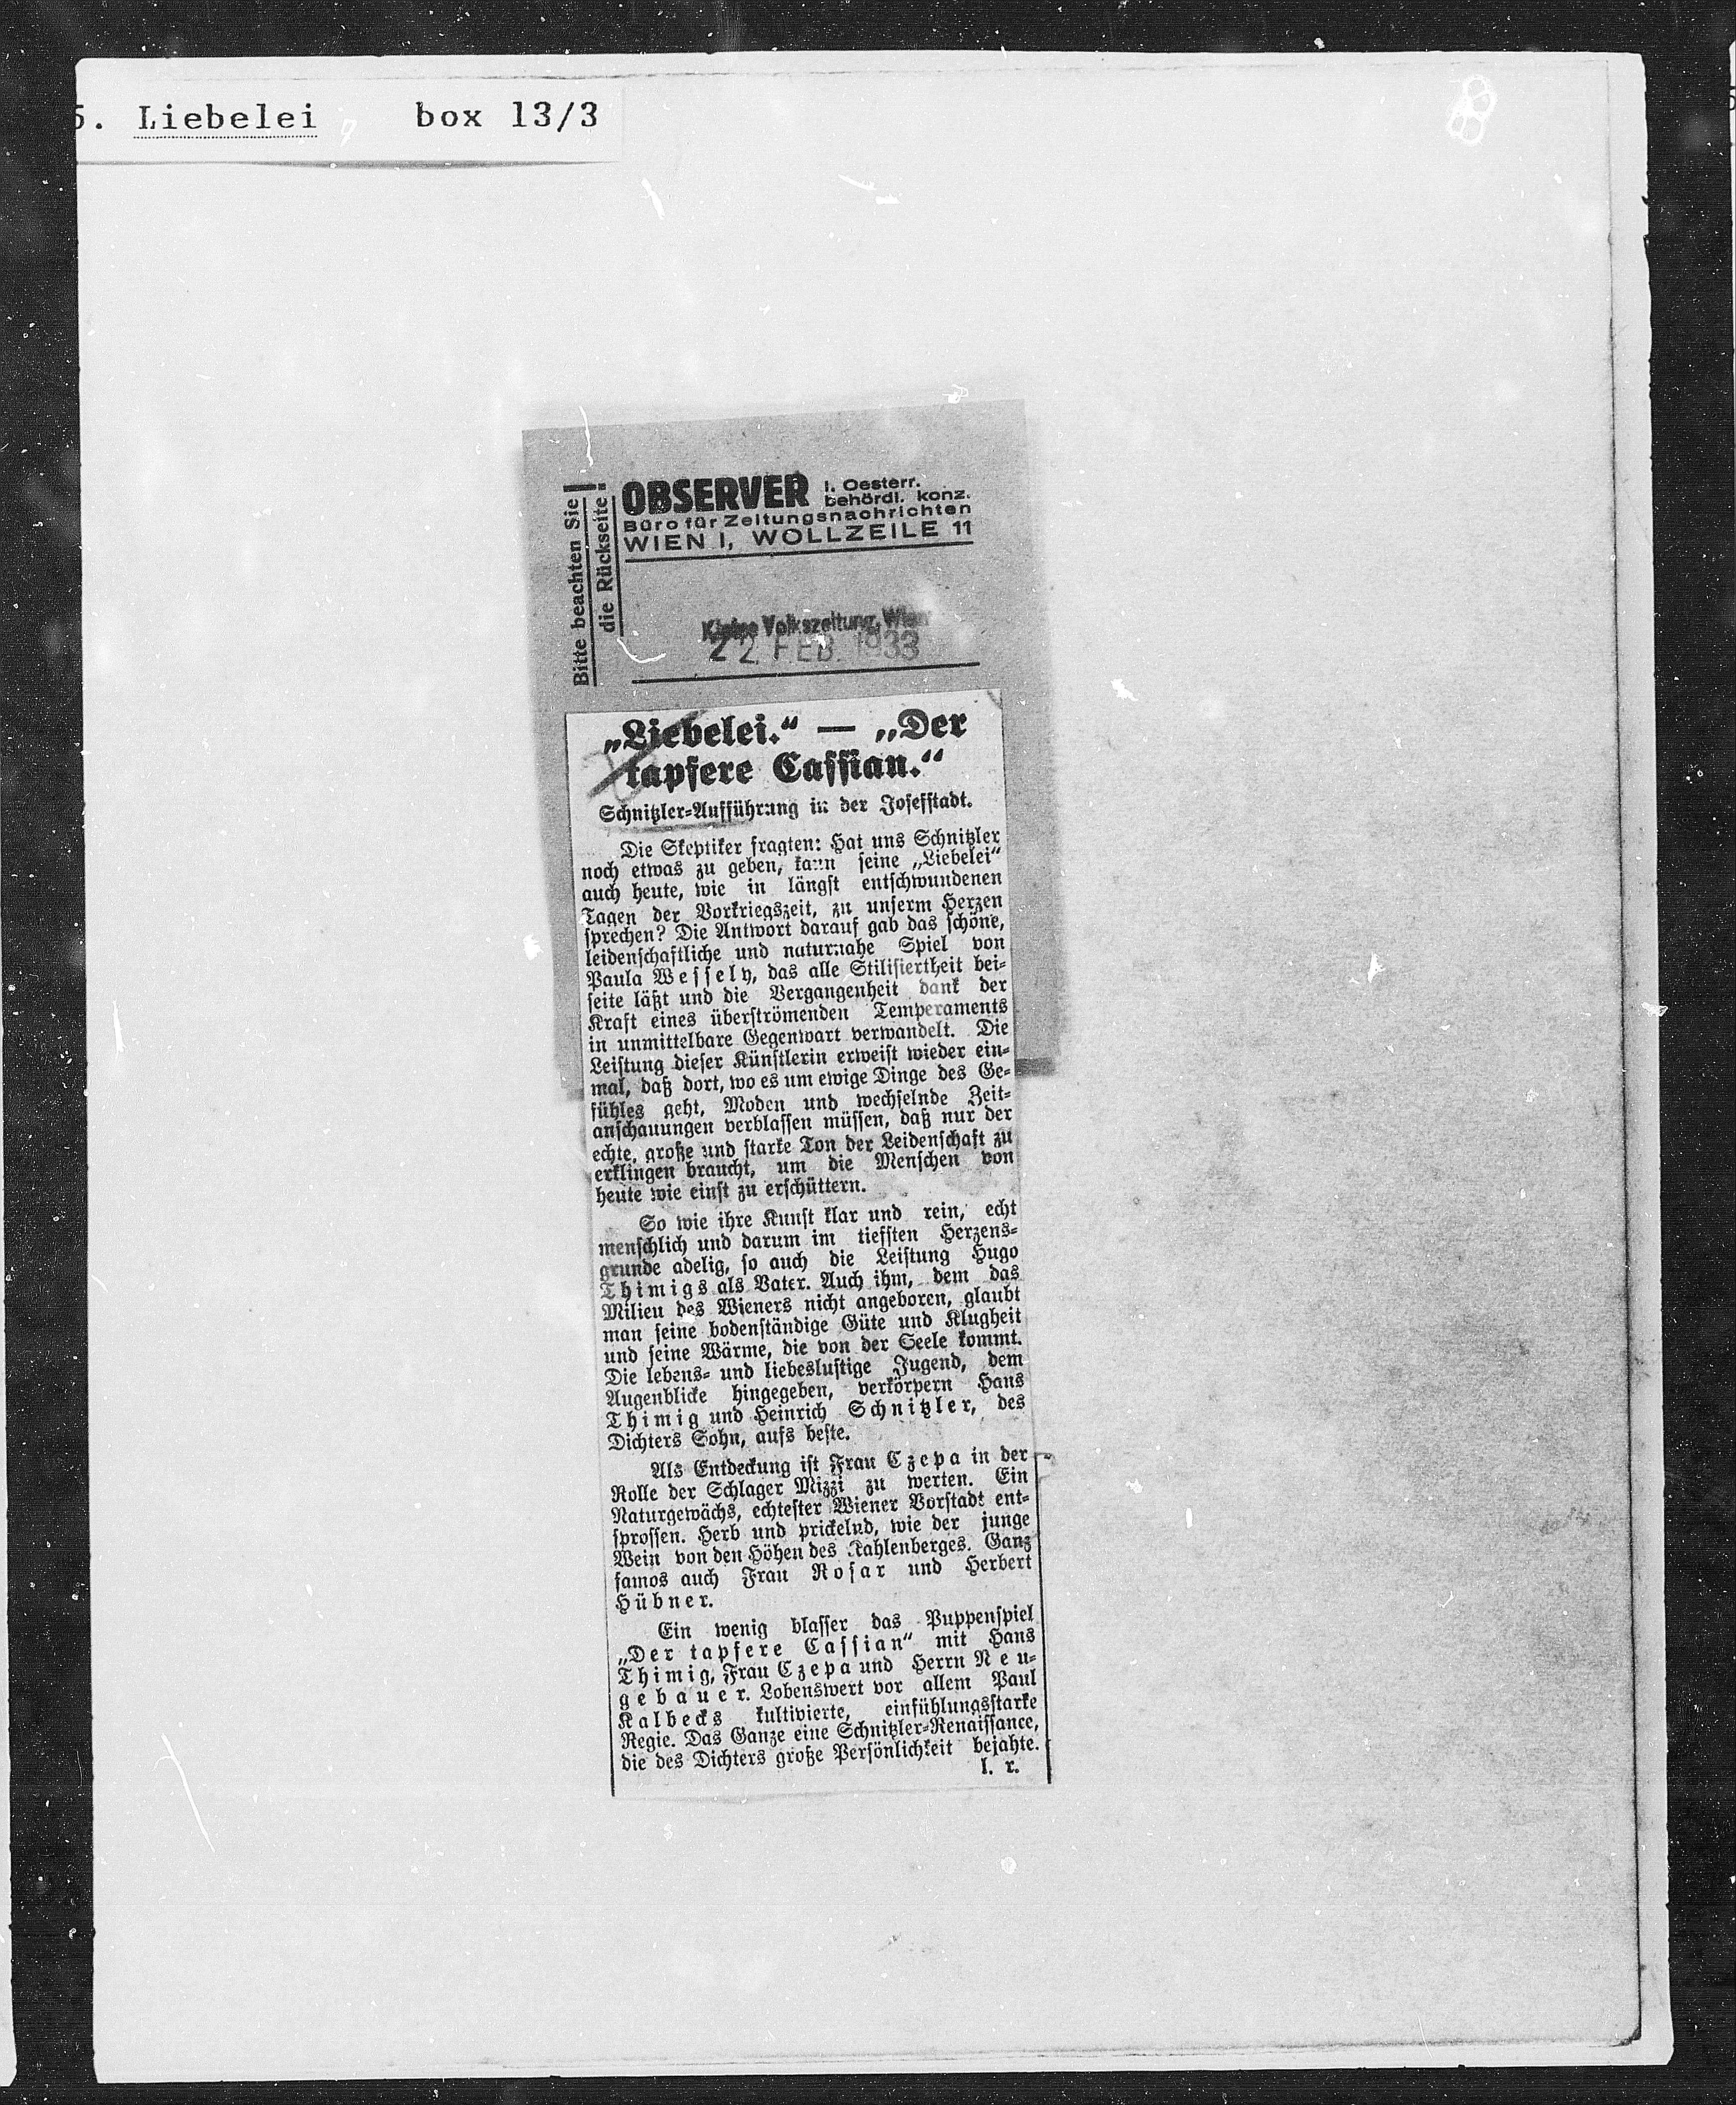 5. Liebelei box 13/3
Bitte beachten Sie
die Rückseite!
OBSERVER
I. Oesterr.
behördl. konz.
Büro für Zeitungsnachrichten
WIEN I, WOLLZEILE 11
Kleine Volkszeitung, Wien
22. FEB. 1933
„Liebelei.“ — „Der
tapfere Cassian.“
Schnitzler-Aufführung in der Josefstadt.
Die Skeptiker fragten: Hat uns Schnitzler
noch etwas zu geben, kann seine „Liebelei“
auch heute, wie in längst entschwundenen
Tagen der Vorkriegszeit, zu unserm Herzen
sprechen? Die Antwort darauf gab das schöne,
leidenschaftliche und naturnahe Spiel von
Paula Wessely, das alle Stilisiertheit bei-
seite läßt und die Vergangenheit dank der
Kraft eines überströmenden Temperaments
in unmittelbare Gegenwart verwandelt. Die
Leistung dieser Künstlerin erweist wieder ein-
mal, daß dort, wo es um ewige Dinge des Ge-
fühles geht, Moden und wechselnde Zeit-
anschauungen verblassen müssen, daß nur der
echte, große und starke Ton der Leidenschaft zu
erklingen braucht, um die Menschen von
heute wie einst zu erschüttern.
So wie ihre Kunst klar und rein, echt
menschlich und darum im tiefsten Herzens-
grunde adelig, so auch die Leistung Hugo
Thimigs als Vater. Auch ihm, dem das
Milieu des Wieners nicht angeboren, glaubt
man seine bodenständige Güte und Klugheit
und seine Wärme, die von der Seele kommt.
Die lebens- und liebeslustige Jugend, dem
Augenblicke hingegeben, verkörpern Hans
Thimig und Heinrich Schnitzler, des
Dichters Sohn, aufs beste.
Als Entdeckung ist Frau Czepa in der
Rolle der Schlager Mizzi zu werten. Ein
Naturgewächs, echtester Wiener Vorstadt ent-
sprossen. Herb und prickelnd, wie der junge
Wein von den Höhen des Kahlenberges. Ganz
famos auch Frau Rosar und Herbert
Hübner.
Ein wenig blasser das Puppenspiel
„Der tapfere Cassian“ mit Hans
Thimig, Frau Czepa und Herrn Neu-
gebauer. Lobenswert vor allem Paul
Kalbecks kultivierte, einfühlungsstarke
Regie. Das Ganze eine Schnitzler-Renaissance,
die des Dichters große Persönlichkeit bejahte.
l. r.